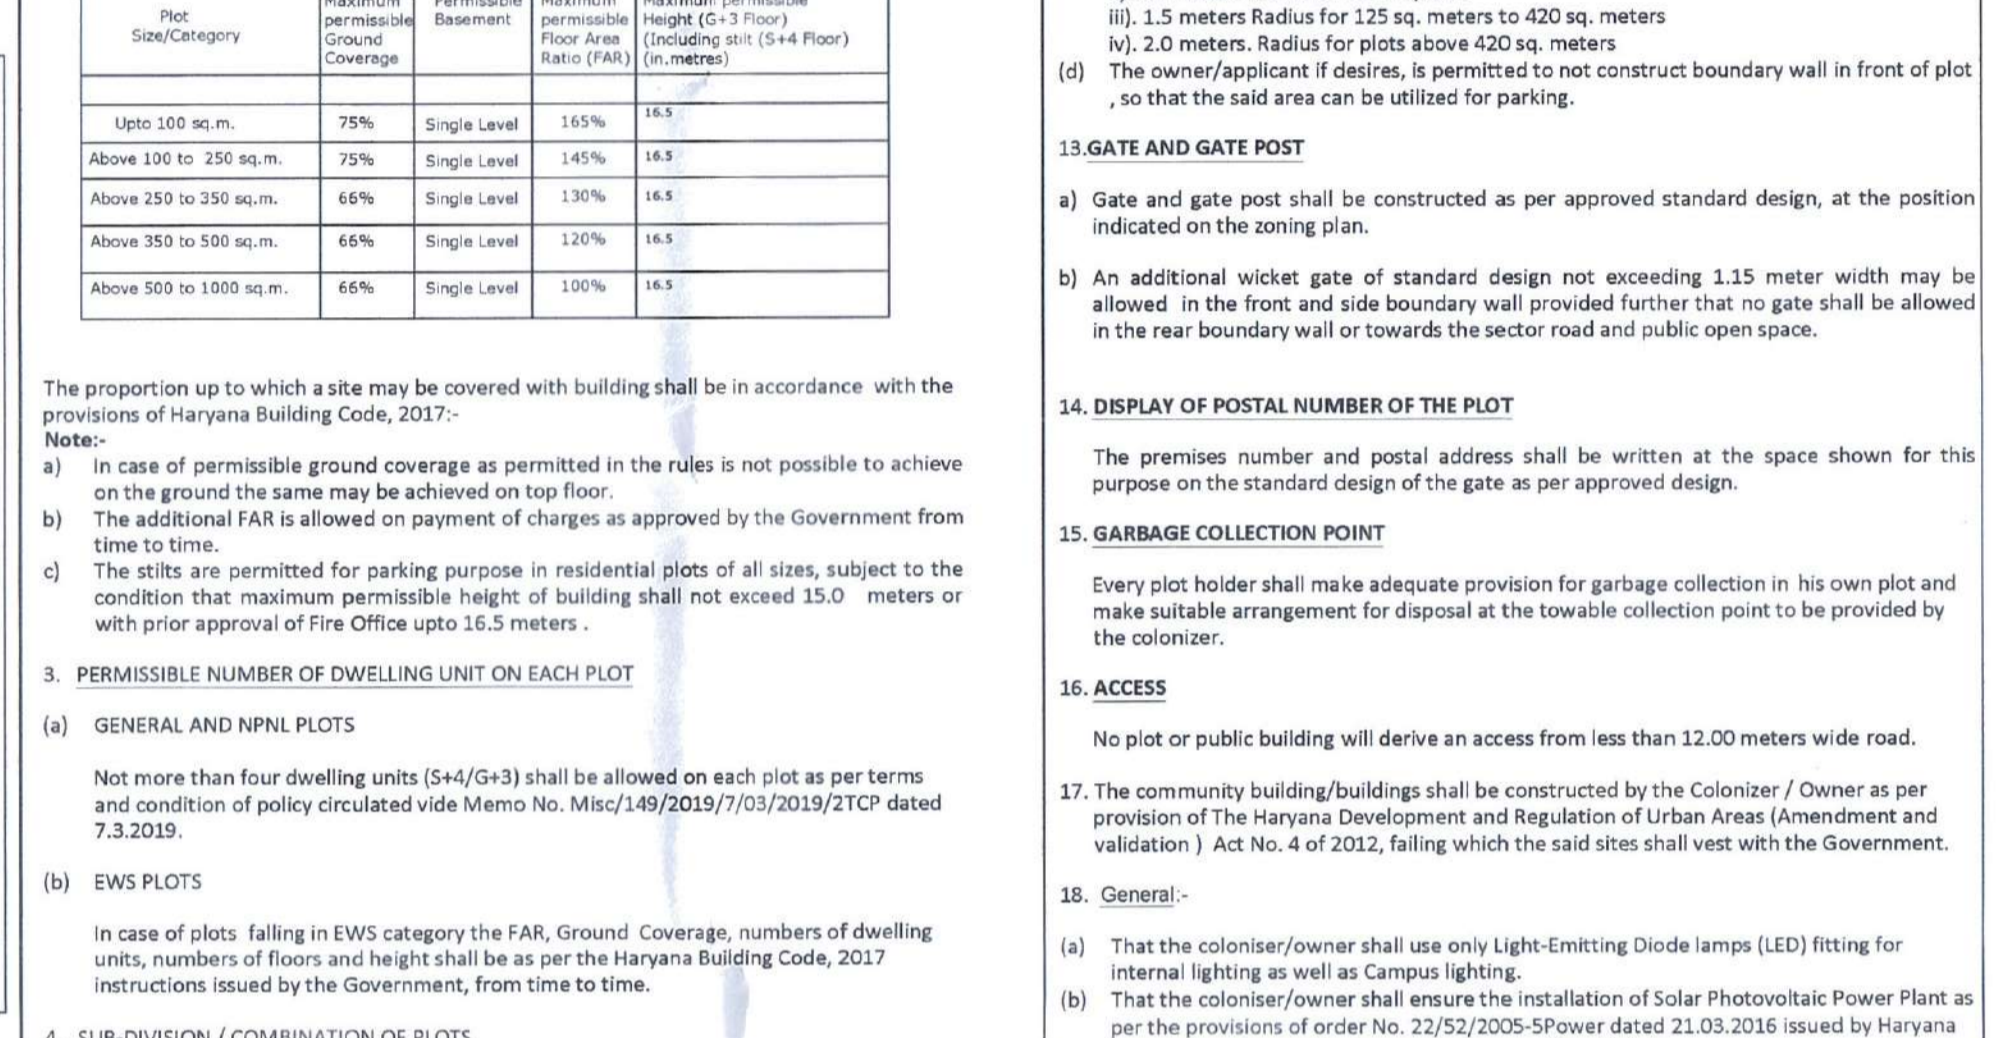 Plot
Size/Category
Maximum
permissible
Ground
Coverage
Permissible
Basement
Maximum
permissible
Floor Area
Ratio (FAR)
Maximum permissible
Height (G+3 Floor)
(Including stilt (S+4 Floor)
(in.metres)
Upto 100 sq.m. 75% Single Level 165% 16.5
Above 100 to 250 sq.m. 75% Single Level 145% 16.5
Above 250 to 350 sq.m. 66% Single Level 130% 16.5
Above 350 to 500 sq.m. 66% Single Level 120% 16.5
Above 500 to 1000 sq.m. 66% Single Level 100% 16.5
The proportion up to which a site may be covered with building shall be in accordance with the
provisions of Haryana Building Code, 2017:-
Note:-
a) In case of permissible ground coverage as permitted in the rules is not possible to achieve
on the ground the same may be achieved on top floor.
b) The additional FAR is allowed on payment of charges as approved by the Government from
time to time.
c) The stilts are permitted for parking purpose in residential plots of all sizes, subject to the
condition that maximum permissible height of building shall not exceed 15.0 meters or
with prior approval of Fire Office upto 16.5 meters .
3. PERMISSIBLE NUMBER OF DWELLING UNIT ON EACH PLOT
(a) GENERAL AND NPNL PLOTS
Not more than four dwelling units (S+4/G+3) shall be allowed on each plot as per terms
and condition of policy circulated vide Memo No. Misc/149/2019/7/03/2019/2TCP dated
7.3.2019.
(b) EWS PLOTS
In case of plots falling in EWS category the FAR, Ground Coverage, numbers of dwelling
units, numbers of floors and height shall be as per the Haryana Building Code, 2017
instructions issued by the Government, from time to time.
4. SUB-DIVISION / COMBINATION OF PLOTS
iii). 1.5 meters Radius for 125 sq. meters to 420 sq. meters
iv). 2.0 meters. Radius for plots above 420 sq. meters
(d) The owner/applicant if desires, is permitted to not construct boundary wall in front of plot
, so that the said area can be utilized for parking.
13.GATE AND GATE POST
a) Gate and gate post shall be constructed as per approved standard design, at the position
indicated on the zoning plan.
b) An additional wicket gate of standard design not exceeding 1.15 meter width may be
allowed in the front and side boundary wall provided further that no gate shall be allowed
in the rear boundary wall or towards the sector road and public open space.
14. DISPLAY OF POSTAL NUMBER OF THE PLOT
The premises number and postal address shall be written at the space shown for this
purpose on the standard design of the gate as per approved design.
15. GARBAGE COLLECTION POINT
Every plot holder shall make adequate provision for garbage collection in his own plot and
make suitable arrangement for disposal at the towable collection point to be provided by
the colonizer.
16. ACCESS
No plot or public building will derive an access from less than 12.00 meters wide road.
17. The community building/buildings shall be constructed by the Colonizer / Owner as per
provision of The Haryana Development and Regulation of Urban Areas (Amendment and
validation ) Act No. 4 of 2012, failing which the said sites shall vest with the Government.
18. General:-
(a) That the coloniser/owner shall use only Light-Emitting Diode lamps (LED) fitting for
internal lighting as well as Campus lighting.
(b) That the coloniser/owner shall ensure the installation of Solar Photovoltaic Power Plant as
per the provisions of order No. 22/52/2005-5Power dated 21.03.2016 issued by Haryana